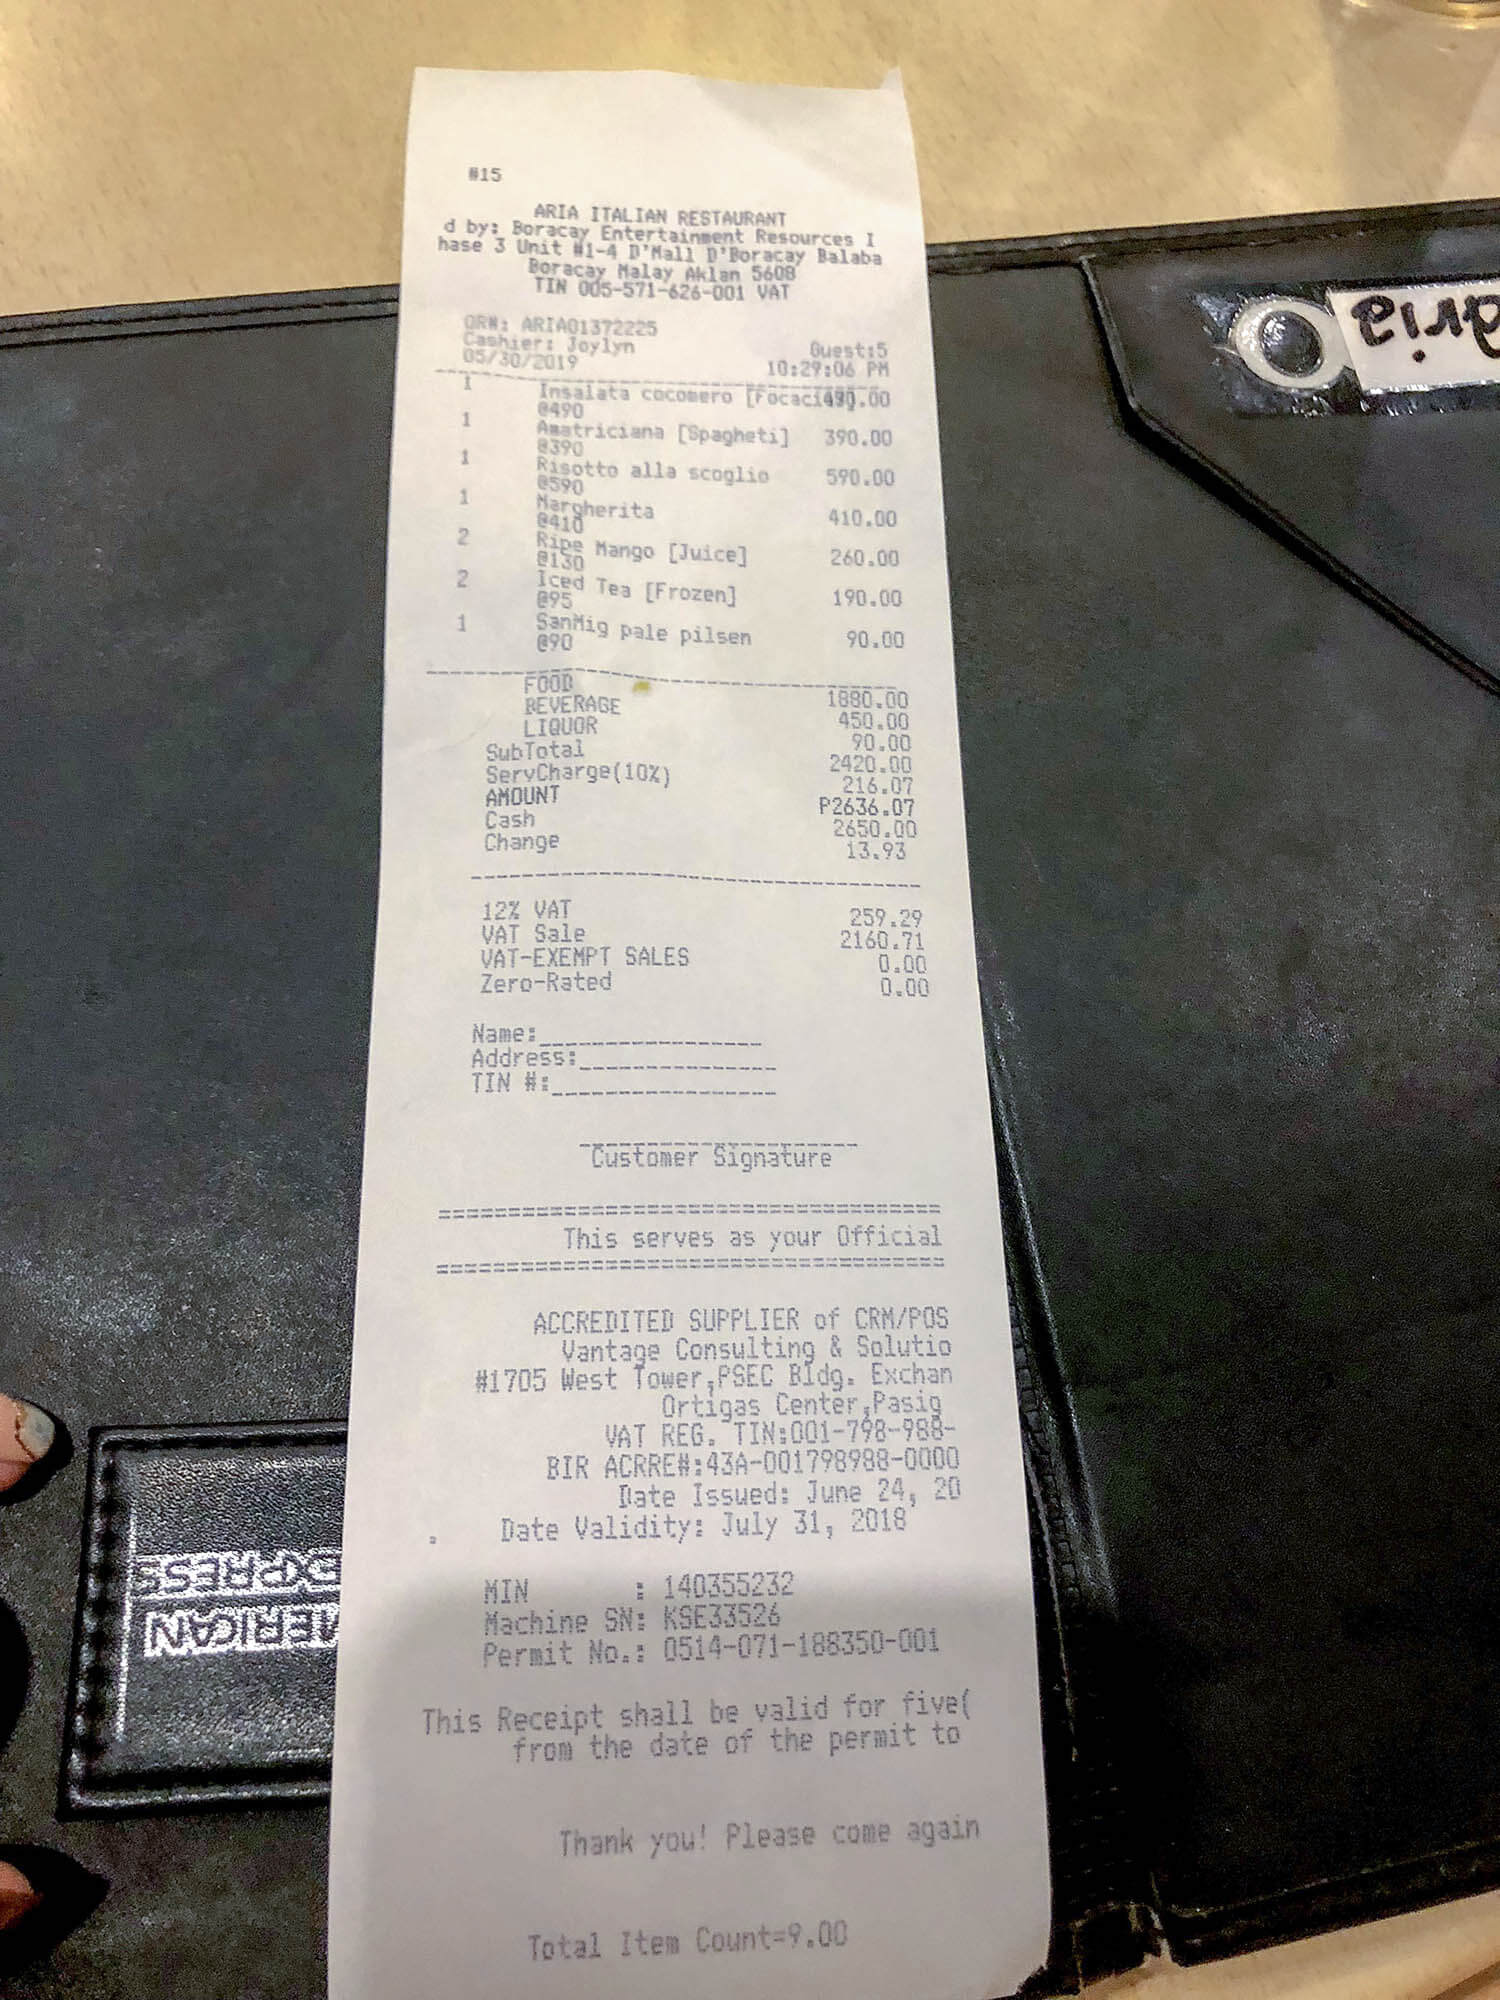 #15
ARIA ITALIAN RESTAURANT
d by: Boracay Entertainment Resources I
hase 3 Unit #1-4 D'Mall D'Boracay Balaba
Boracay Malay Aklan 5608
TIN 005-571-626-001 VAT
OR#: ARIA01372225
Cashier: Joylyn Guest:5
05/30/2019 10:29:06 PM
1 Insalata cocomero [Focaci490.00
@490
1 Amatriciana [Spagheti] 390.00
@390
1 Risotto alla scoglio 590.00
@590
1 Margherita 410.00
@410
2 Ripe Mango [Juice] 260.00
@130
2 Iced Tea [Frozen] 190.00
@95
1 SanMig pale pilsen 90.00
@90
FOOD 1880.00
BEVERAGE 450.00
LIQUOR 90.00
SubTotal 2420.00
ServCharge(10%) 216.07
AMOUNT P2636.07
Cash 2650.00
Change 13.93
12% VAT 259.29
VAT Sale 2160.71
VAT-EXEMPT SALES 0.00
Zero-Rated 0.00
Name:
Address:
TIN #:
Customer Signature
This serves as your Official
ACCREDITED SUPPLIER of CRM/POS
Vantage Consulting & Solutio
#1705 West Tower,PSEC Bldg. Exchan
Ortigas Center,Pasig
VAT REG. TIN:001-798-988-
BIR ACRRE#:43A-001798988-0000
Date Issued: June 24, 20
Date Validity: July 31, 2018
MIN : 140355232
Machine SN: KSE33526
Permit No.: 0514-071-188350-001
This Receipt shall be valid for five(
from the date of the permit to
Thank you! Please come again
Total Item Count=9.00
Aria
AMERICAN
EXPRESS